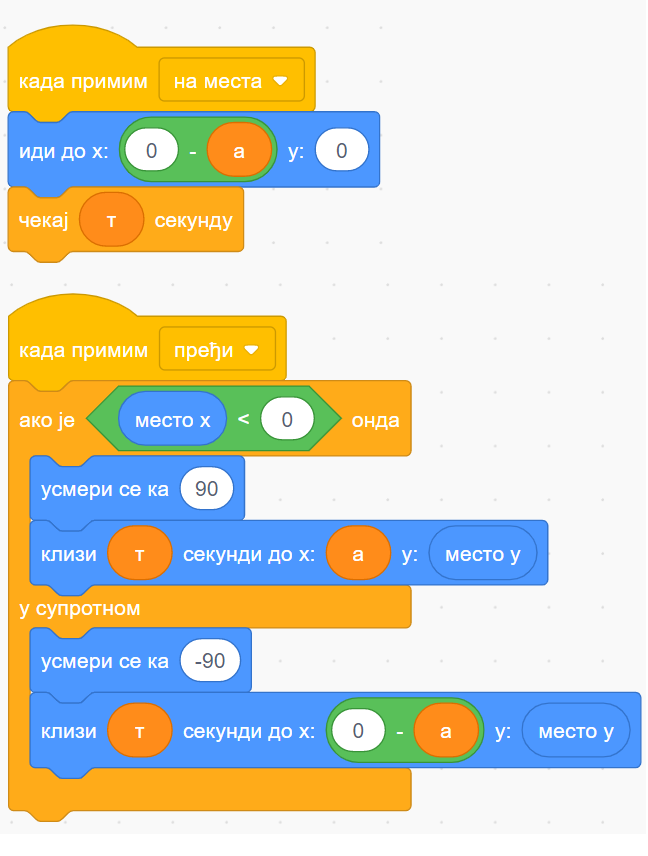 када примим на места
иди до x: 0 - а y: 0
чекај т секунду
када примим пређи
ако је место x < 0 онда
усмери се ка 90
клизи т секунди до x: а y: место y
у супротном
усмери се ка -90
клизи т секунди до x: 0 - а y: место y